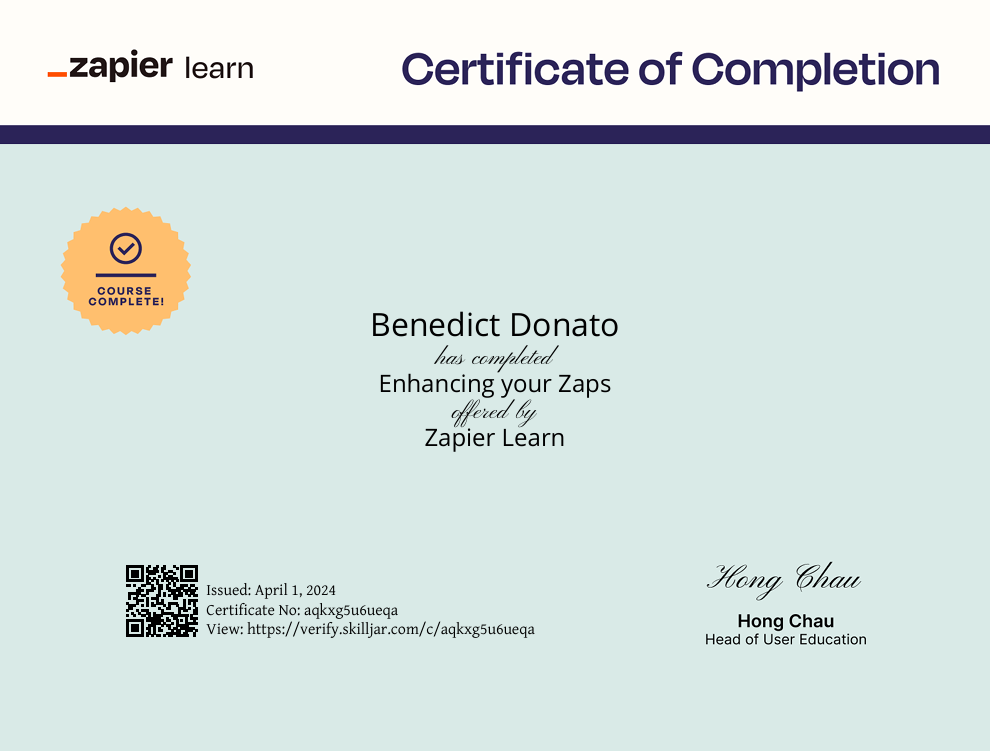 zapier learn
Certificate of Completion
COURSE
COMPLETE!
Benedict Donato
has completed
Enhancing your Zaps
offered by
Zapier Learn
Issued: April 1, 2024
Certificate No: aqkxg5u6ueqa
View: https://verify.skilljar.com/c/aqkxg5u6ueqa
Hong Chau
Hong Chau
Head of User Education